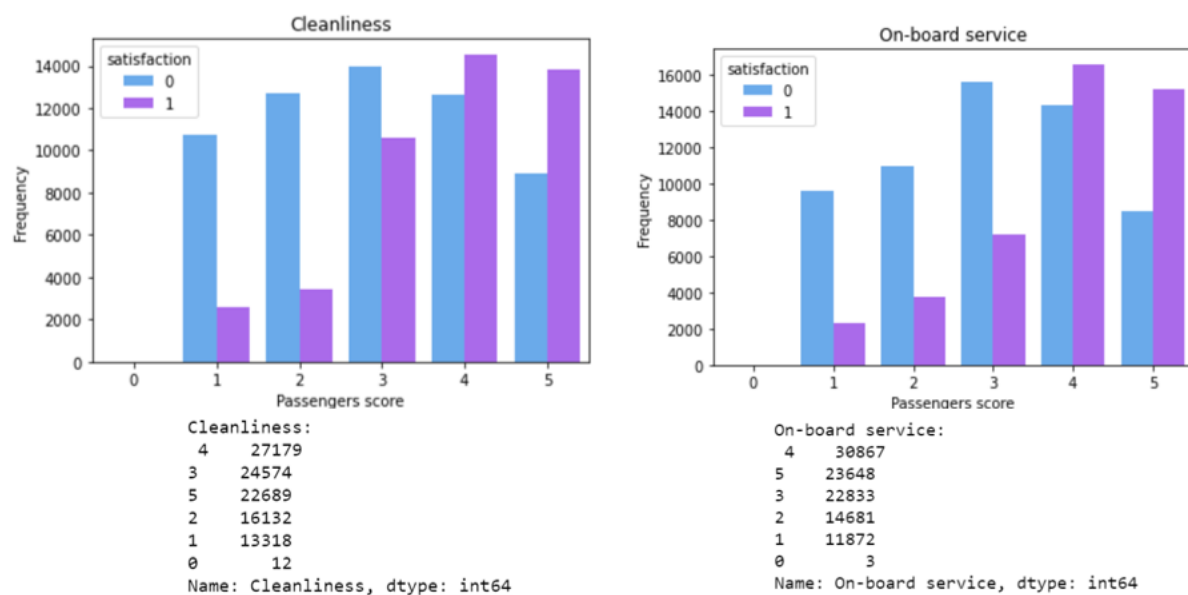 Cleanliness
satisfaction
0
1
14000
12000
10000
8000
6000
4000
2000
0
Frequency
0 1 2 3 4 5
Passengers score
Cleanliness:
4 27179
3 24574
5 22689
2 16132
1 13318
0 12
Name: Cleanliness, dtype: int64
On-board service
satisfaction
0
1
16000
14000
12000
10000
8000
6000
4000
2000
0
Frequency
0 1 2 3 4 5
Passengers score
On-board service:
4 30867
5 23648
3 22833
2 14681
1 11872
0 3
Name: On-board service, dtype: int64